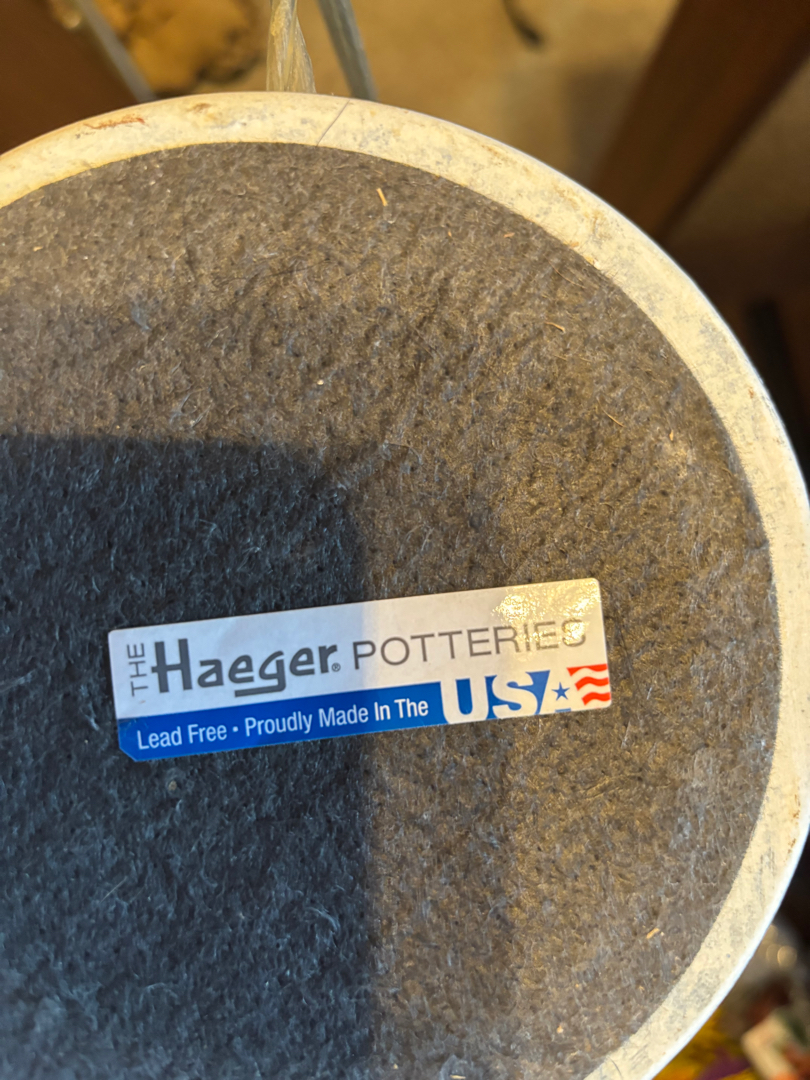 THE Haeger® POTTERIES
Lead Free • Proudly Made In The USA